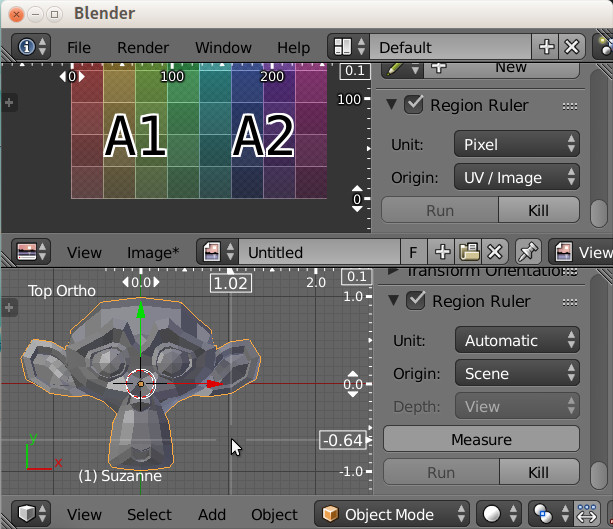 Blender
File Render Window Help Default
0 100 200 0.1 New
100 Region Ruler
A1 A2 Unit: Pixel
Origin: UV / Image
0 Run Kill
View Image* Untitled F View
0.0 1.02 2.0 0.1 Transform Orientation
Top Ortho 1.0 Region Ruler
Unit: Automatic
Origin: Scene
0.0
Depth: View
-0.64 Measure
y
x
(1) Suzanne -1.0 Run Kill
View Select Add Object Object Mode